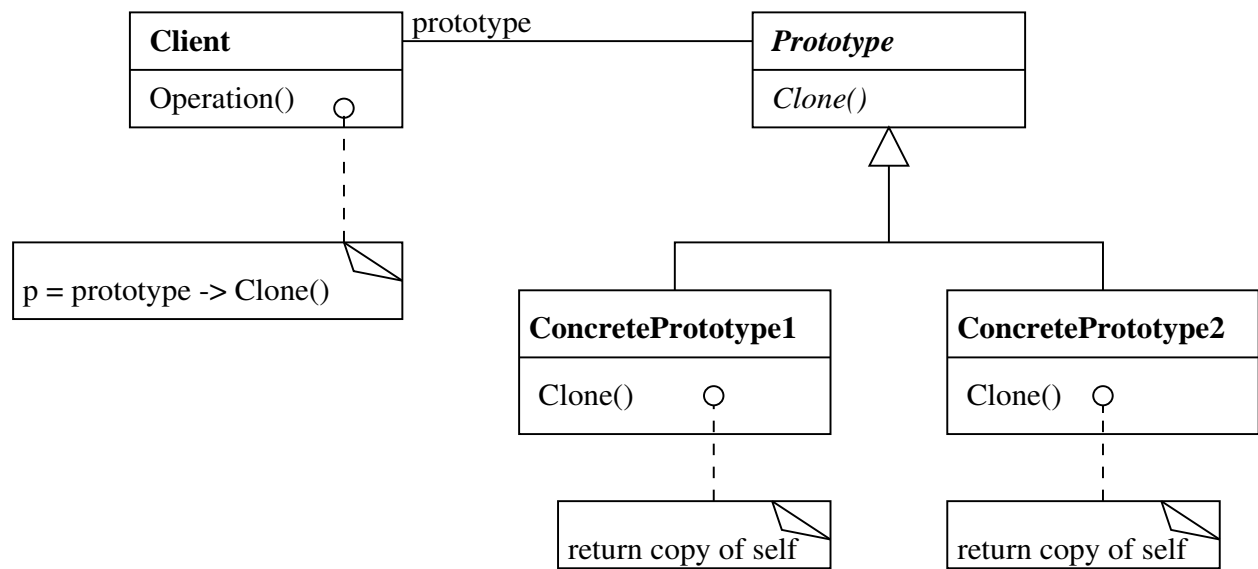 prototype
Client
Prototype
Operation()
Clone()
p = prototype -> Clone()
ConcretePrototype1
ConcretePrototype2
Clone()
Clone()
return copy of self
return copy of self